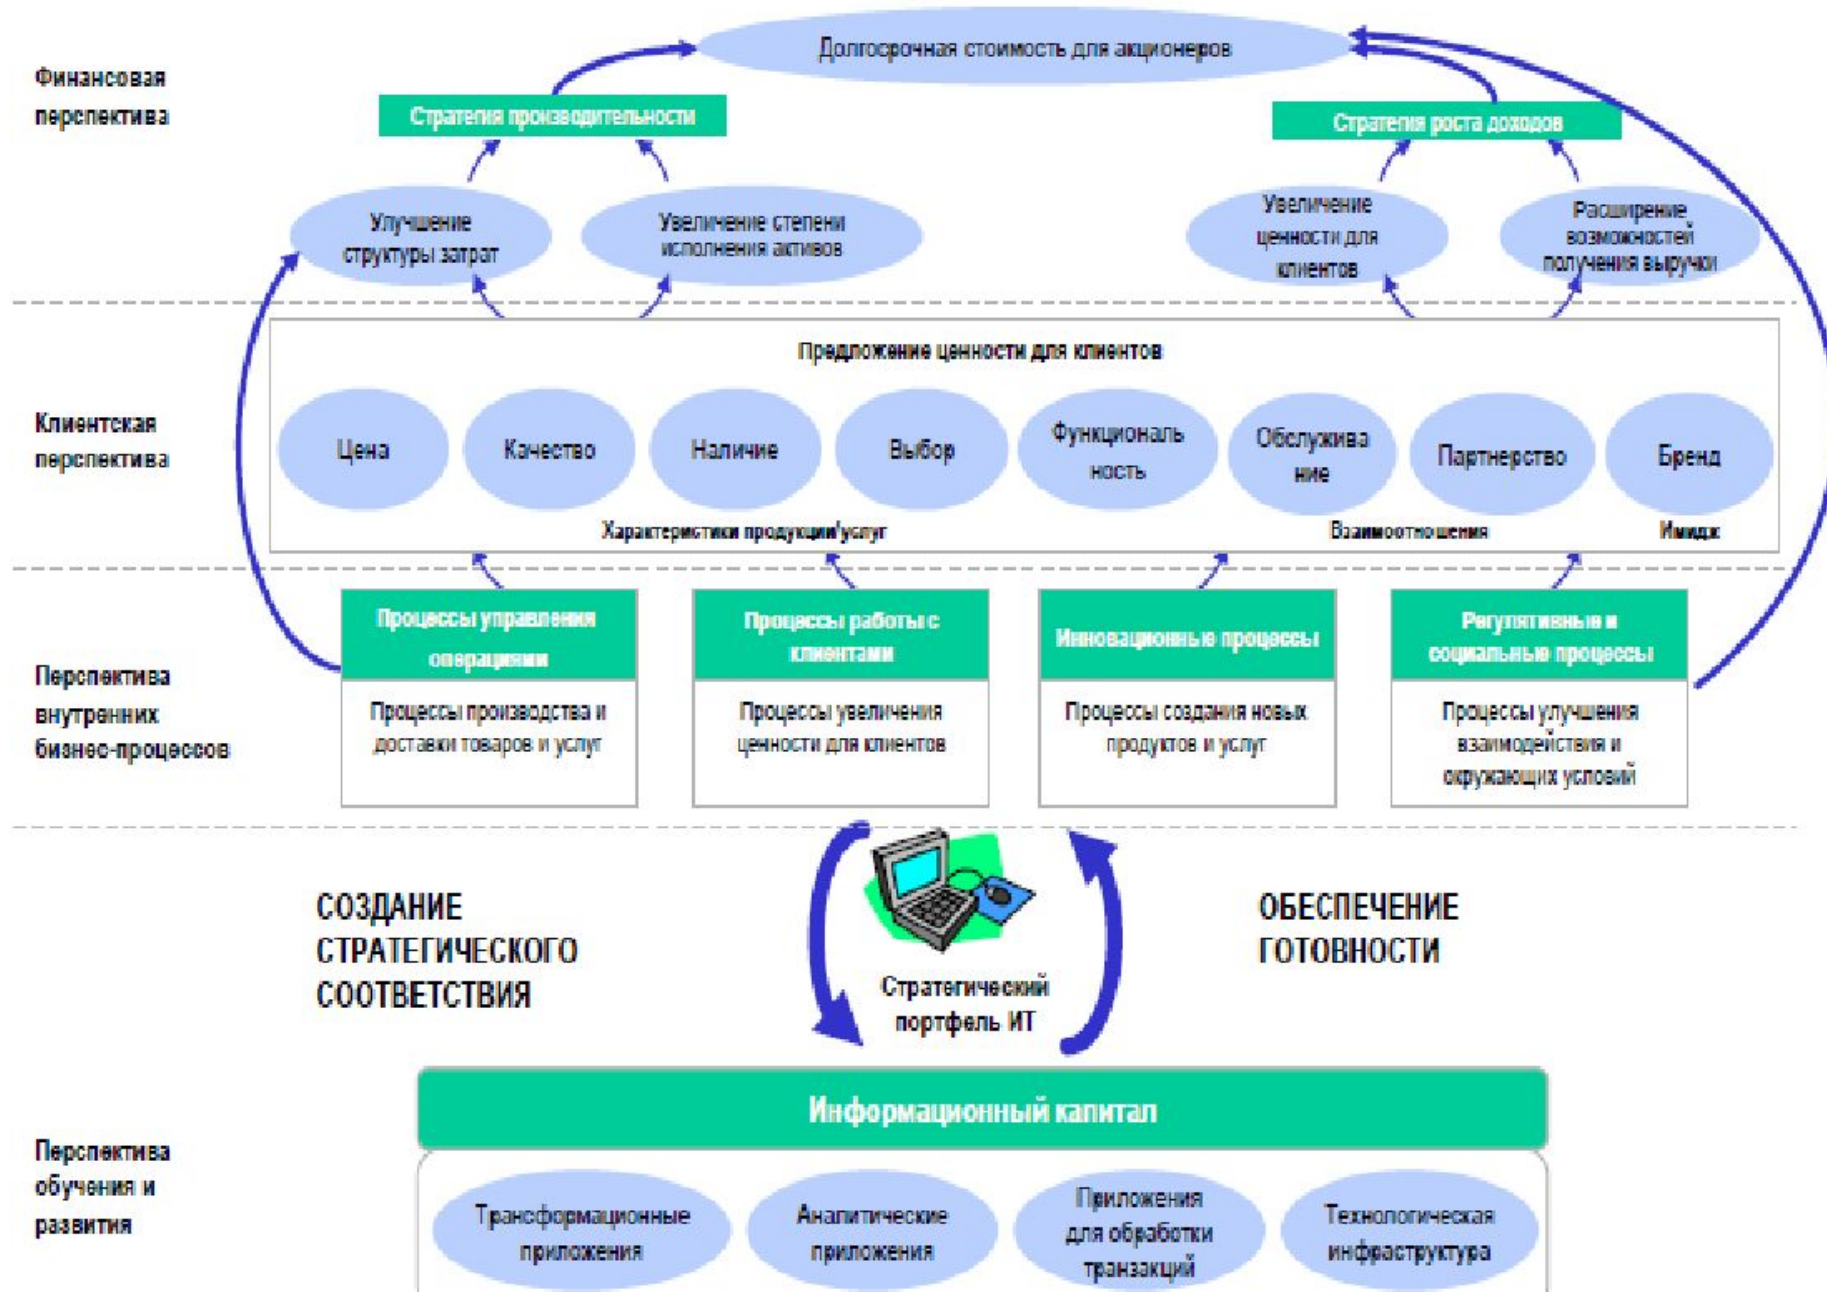 Долгосрочная стоимость для акционеров
Финансовая
перспектива
Стратегия производительности
Стратегия роста доходов
Улучшение
структуры затрат
Увеличение степени
исполнения активов
Увеличение
ценности для
клиентов
Расширение
возможностей
получения выручки
Предложение ценности для клиентов
Клиентская
перспектива
Цена
Качество
Наличие
Выбор
Функциональ
ность
Обслужива
ние
Партнерство
Бренд
Характеристики продукции/услуг
Взаимоотношения
Имидж
Перспектива
внутренних
бизнес-процессов
Процессы управления
операциями
Процессы производства и
доставки товаров и услуг
Процессы работы с
клиентами
Процессы увеличения
ценности для клиентов
Инновационные процессы
Процессы создания новых
продуктов и услуг
Регулятивные и
социальные процессы
Процессы улучшения
взаимодействия и
окружающих условий
СОЗДАНИЕ
СТРАТЕГИЧЕСКОГО
СООТВЕТСТВИЯ
Стратегический
портфель ИТ
ОБЕСПЕЧЕНИЕ
ГОТОВНОСТИ
Информационный капитал
Перспектива
обучения и
развития
Трансформационные
приложения
Аналитические
приложения
Приложения
для обработки
транзакций
Технологическая
инфраструктура